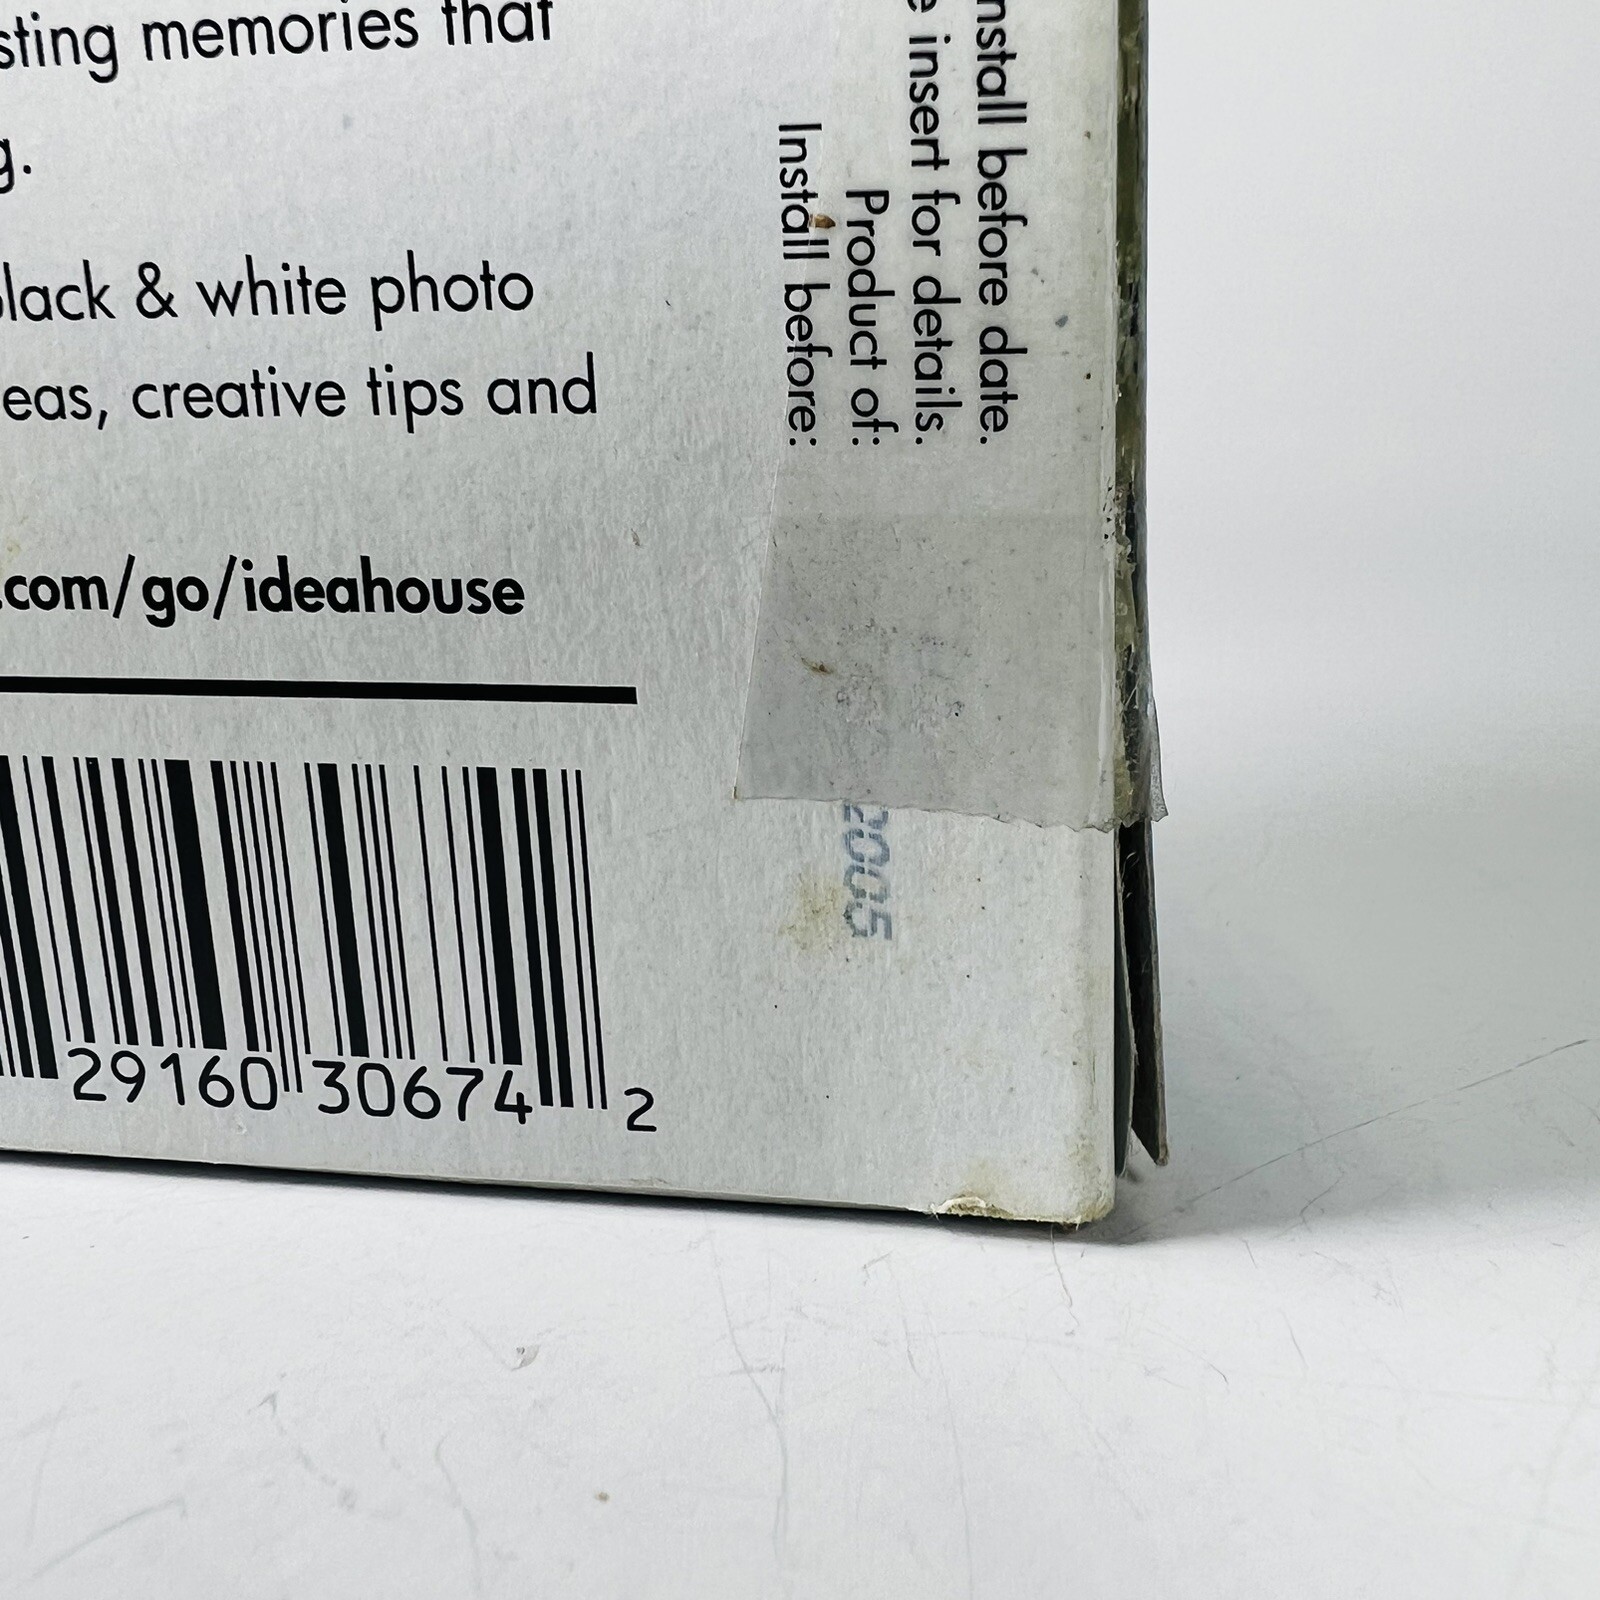 sting memories that
g.
lack & white photo
eas, creative tips and
.com/go/ideahouse
29160 30674 2
nstall before date.
e insert for details.
Product of:
Install before:
2005